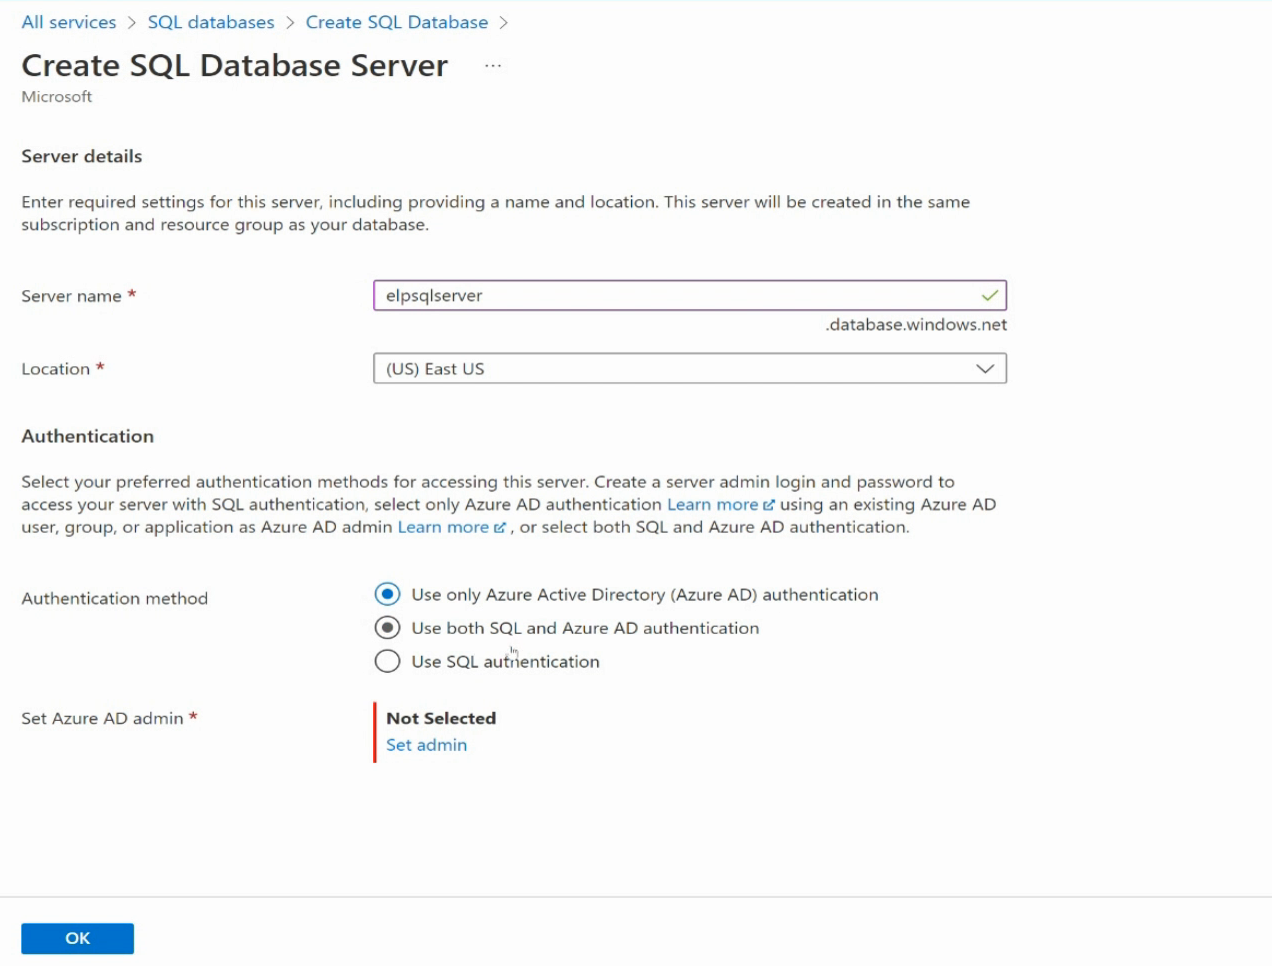 All services > SQL databases > Create SQL Database >
Create SQL Database Server ...
Microsoft
Server details
Enter required settings for this server, including providing a name and location. This server will be created in the same
subscription and resource group as your database.
Server name *
elpsqlserver
.database.windows.net
Location *
(US) East US
Authentication
Select your preferred authentication methods for accessing this server. Create a server admin login and password to
access your server with SQL authentication, select only Azure AD authentication Learn more using an existing Azure AD
user, group, or application as Azure AD admin Learn more , or select both SQL and Azure AD authentication.
Authentication method
Use only Azure Active Directory (Azure AD) authentication
Use both SQL and Azure AD authentication
Use SQL authentication
Set Azure AD admin *
Not Selected
Set admin
OK